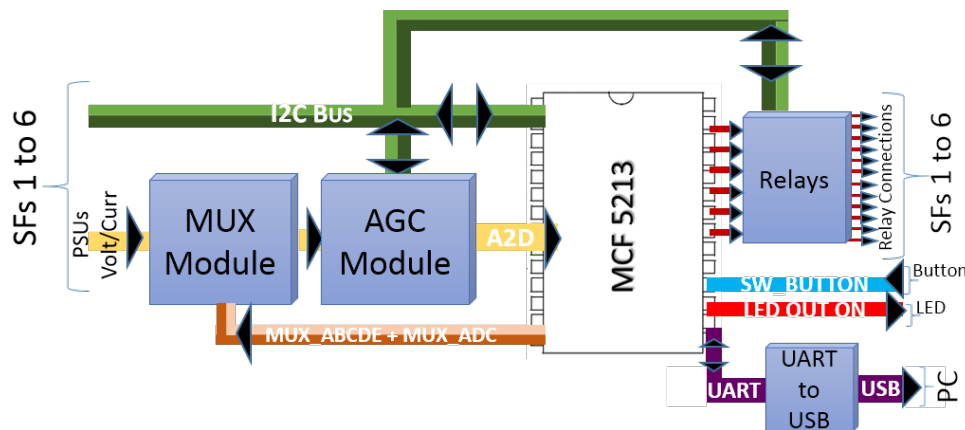 SFs 1 to 6
I2C BUS
PSUs
Volt/Curr
MUX
Module
AGC
Module
A2D
MUX_ABCDE + MUX_ADC
MCF 5213
Relays
Relay Connections
SFs 1 to 6
SW_BUTTON
Button
LED OUT ON
LED
UART
UART
to
USB
USB
PC